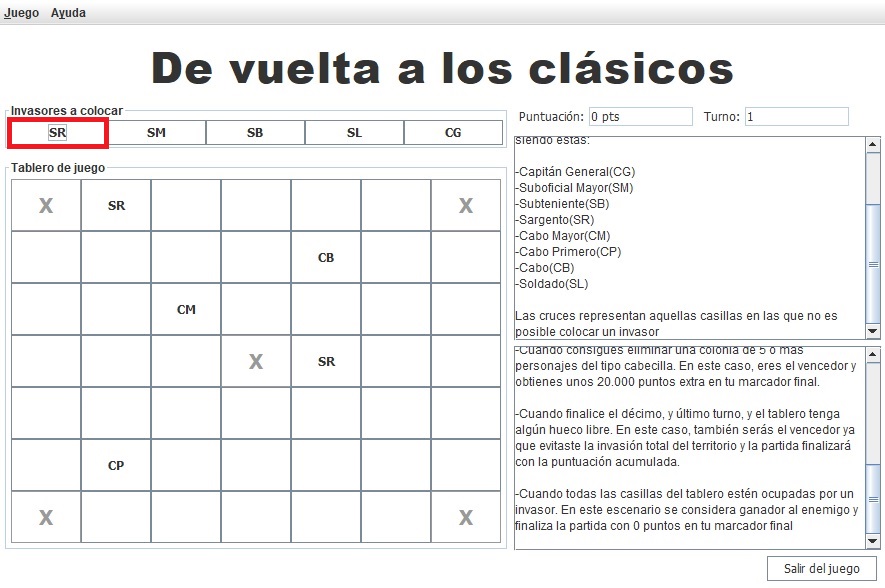 Juego Ayuda
De vuelta a los clásicos
Invasores a colocar
SR SM SB SL CG
Puntuación: 0 pts Turno: 1
Tablero de juego
X SR X
CB
CM
X SR
CP
X X
siendo estas:
-Capitán General(CG)
-Suboficial Mayor(SM)
-Subteniente(SB)
-Sargento(SR)
-Cabo Mayor(CM)
-Cabo Primero(CP)
-Cabo(CB)
-Soldado(SL)
Las cruces representan aquellas casillas en las que no es
posible colocar un invasor
-Cuando consigues eliminar una colonia de 5 o más
personajes del tipo cabecilla. En este caso, eres el vencedor y
obtienes unos 20.000 puntos extra en tu marcador final.
-Cuando finalice el décimo, y último turno, y el tablero tenga
algún hueco libre. En este caso, también serás el vencedor ya
que evitaste la invasión total del territorio y la partida finalizará
con la puntuación acumulada.
-Cuando todas las casillas del tablero estén ocupadas por un
invasor. En este escenario se considera ganador al enemigo y
finaliza la partida con 0 puntos en tu marcador final
Salir del juego